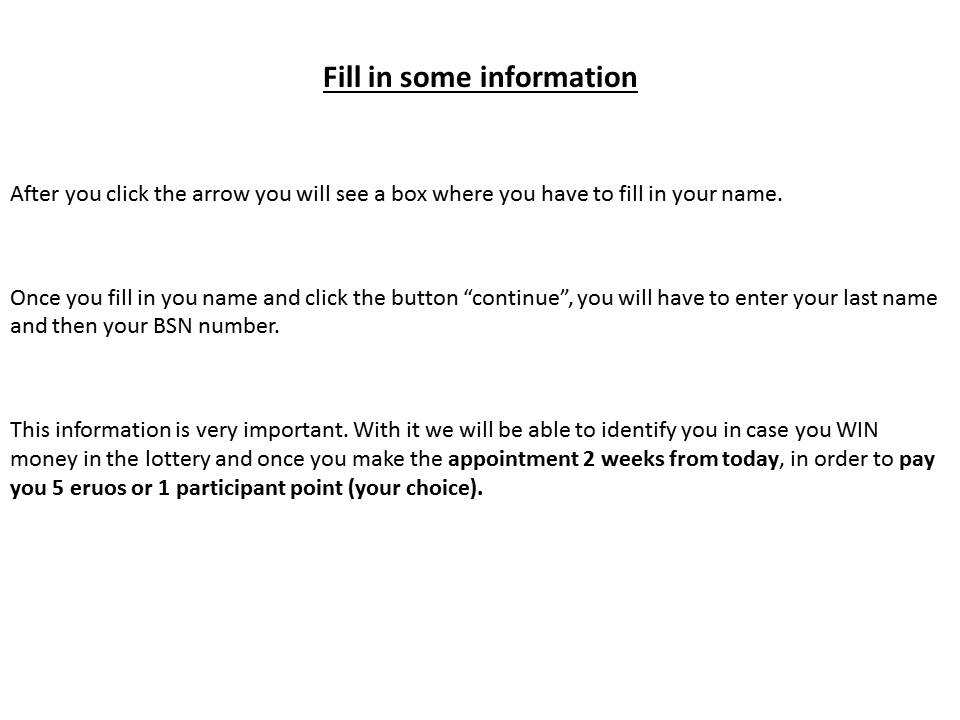 Fill in some information
After you click the arrow you will see a box where you have to fill in your name.
Once you fill in you name and click the button “continue”, you will have to enter your last name
and then your BSN number.
This information is very important. With it we will be able to identify you in case you WIN
money in the lottery and once you make the appointment 2 weeks from today, in order to pay
you 5 eruos or 1 participant point (your choice).